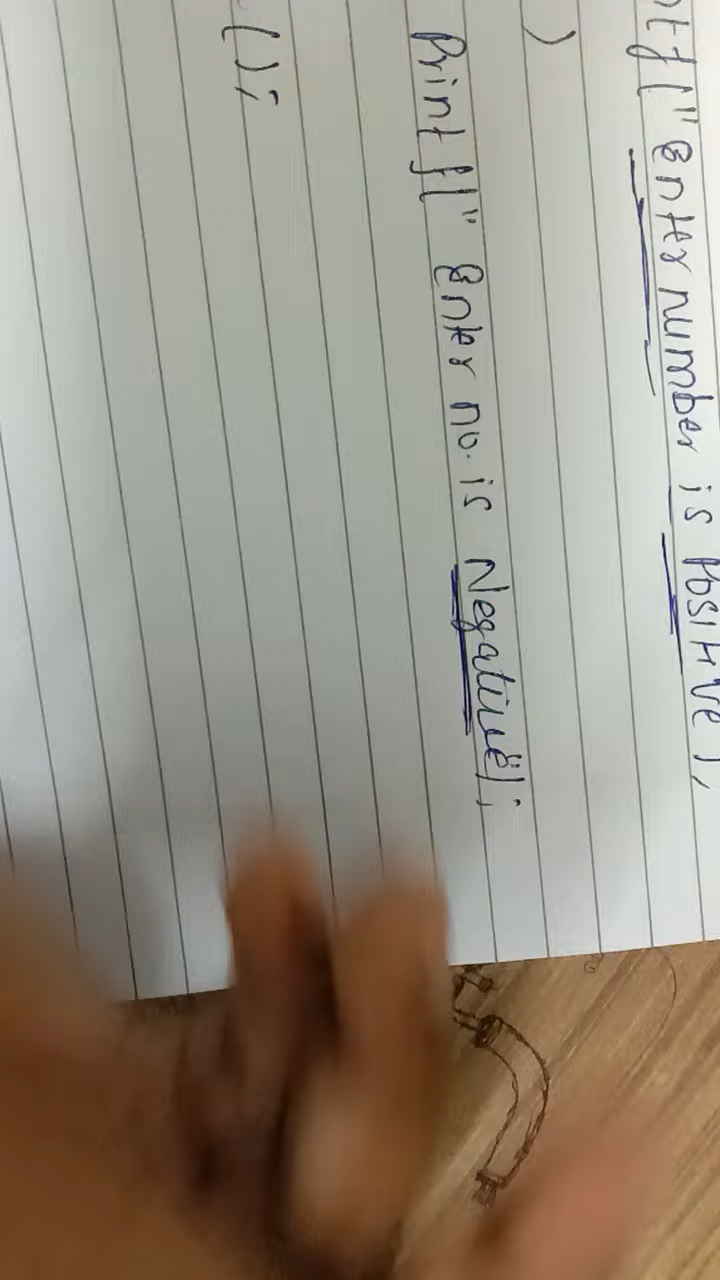 ntf(" Enter number is Positive),
)
Printf(" Enter no. is Negative");
();